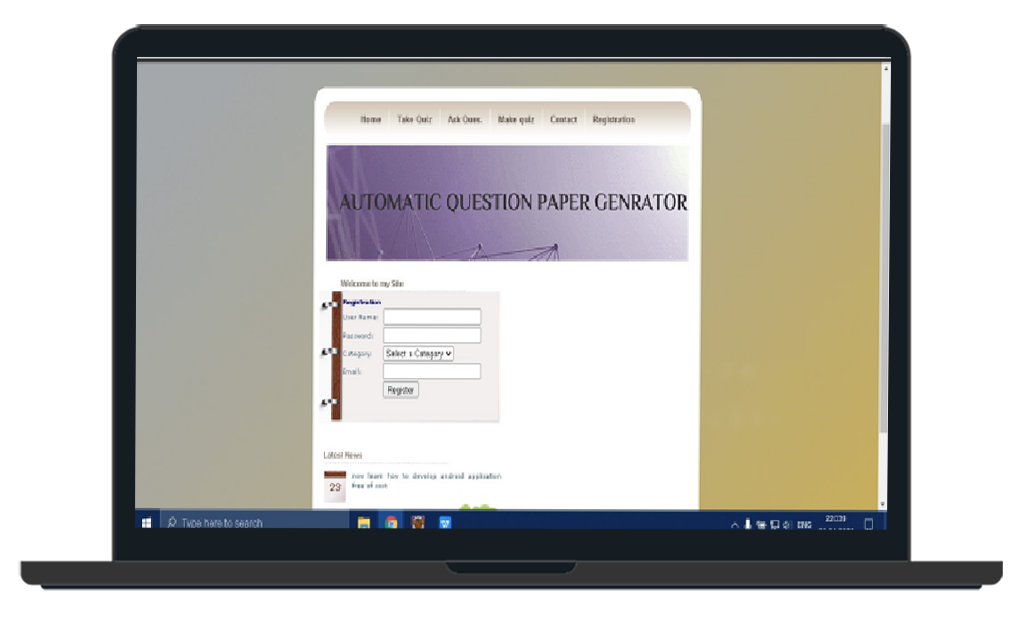 Home Take Quiz Ask Ques. Make quiz Contact Registration
AUTOMATIC QUESTION PAPER GENRATOR
Welcome to my Site
Registration
User Name:
Password:
Category: Select a Category
Email:
Register
Latest News
23
now learn how to develop android application
free of cost
Type here to search
ENG